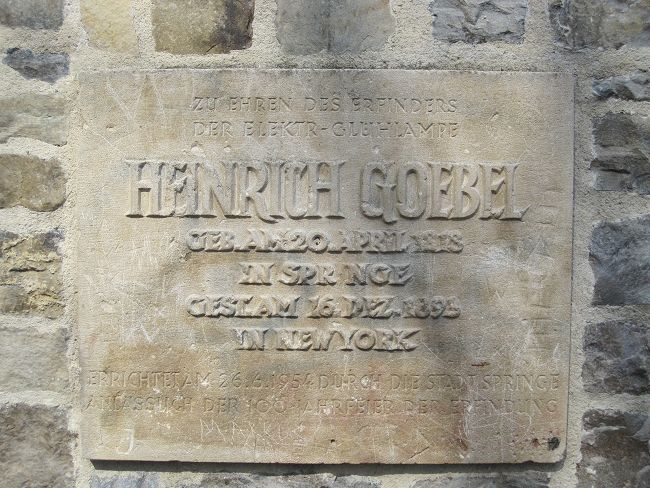 ZU EHREN DES ERFINDERS
DER ELEKTR-GLEIHLAMPE
HEINRICH GOEBEL
GEB. AM 20. APRIL 1818
IN SPRINGE
GEST. AM 16. DEZ. 1893
IN NEW YORK
ERRICHTET AM 26.6.1954 DURCH DIE STADT SPRINGE
ANLÄSSLICH DER 100 JAHRFEIER DER ERFINDUNG